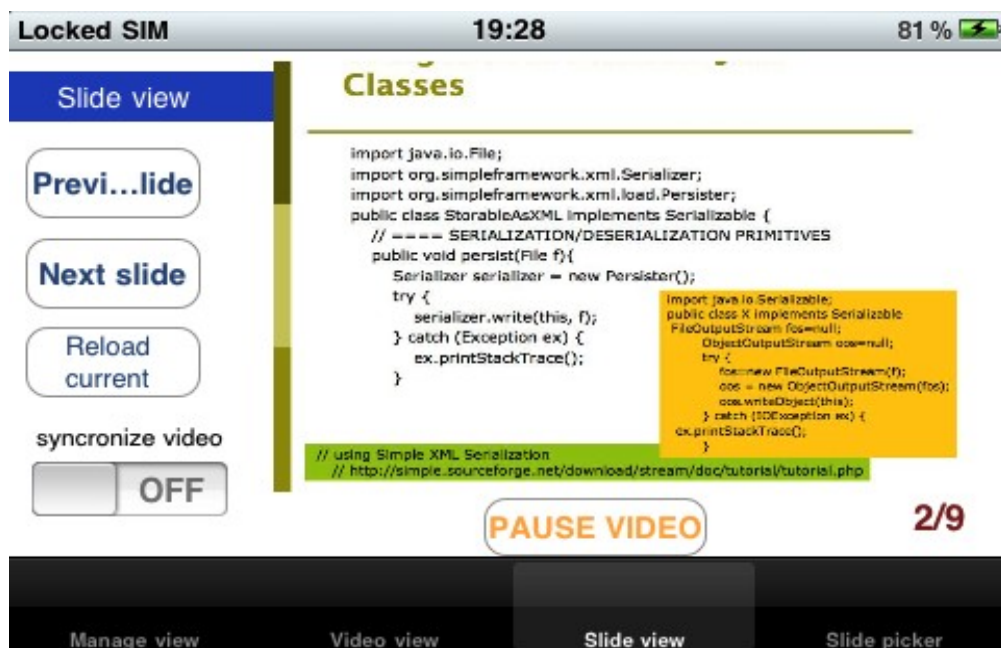 Locked SIM 19:28 81 %
Slide view
Previ...lide
Next slide
Reload
current
syncronize video
OFF
Classes
import java.io.File;
import org.simpleframework.xml.Serializer;
import org.simpleframework.xml.load.Persister;
public class StorableAsXML implements Serializable {
// ==== SERIALIZATION/DESERIALIZATION PRIMITIVES
public void persist(File f){
Serializer serializer = new Persister();
try {
serializer.write(this, f);
} catch (Exception ex) {
ex.printStackTrace();
}
import java.io.Serializable;
public class X implements Serializable
FileOutputStream fos=null;
ObjectOutputStream oos=null;
try {
fos=new FileOutputStream(f);
oos = new ObjectOutputStream(fos);
oos.writeObject(this);
} catch (IOException ex) {
ex.printStackTrace();
}
// using Simple XML Serialization
// http://simple.sourceforge.net/download/stream/doc/tutorial/tutorial.php
PAUSE VIDEO
2/9
Manage view Video view Slide view Slide picker